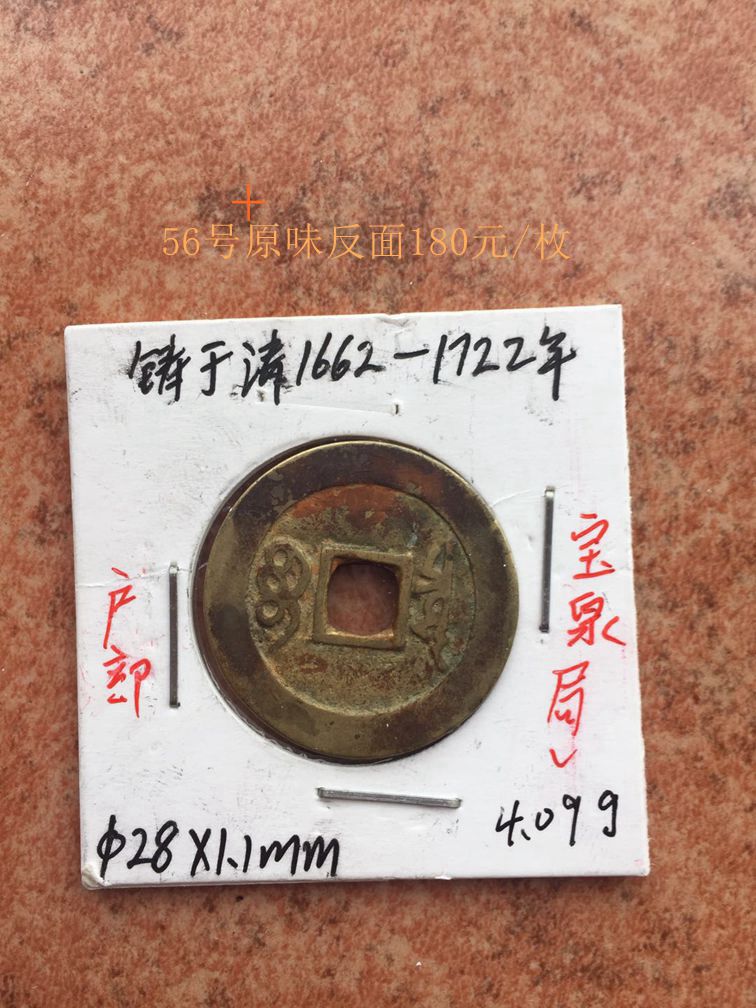 56号原味反面180元/枚
铸于清1662-1722年
户部
宝泉局
φ28X1.1mm
4.09g